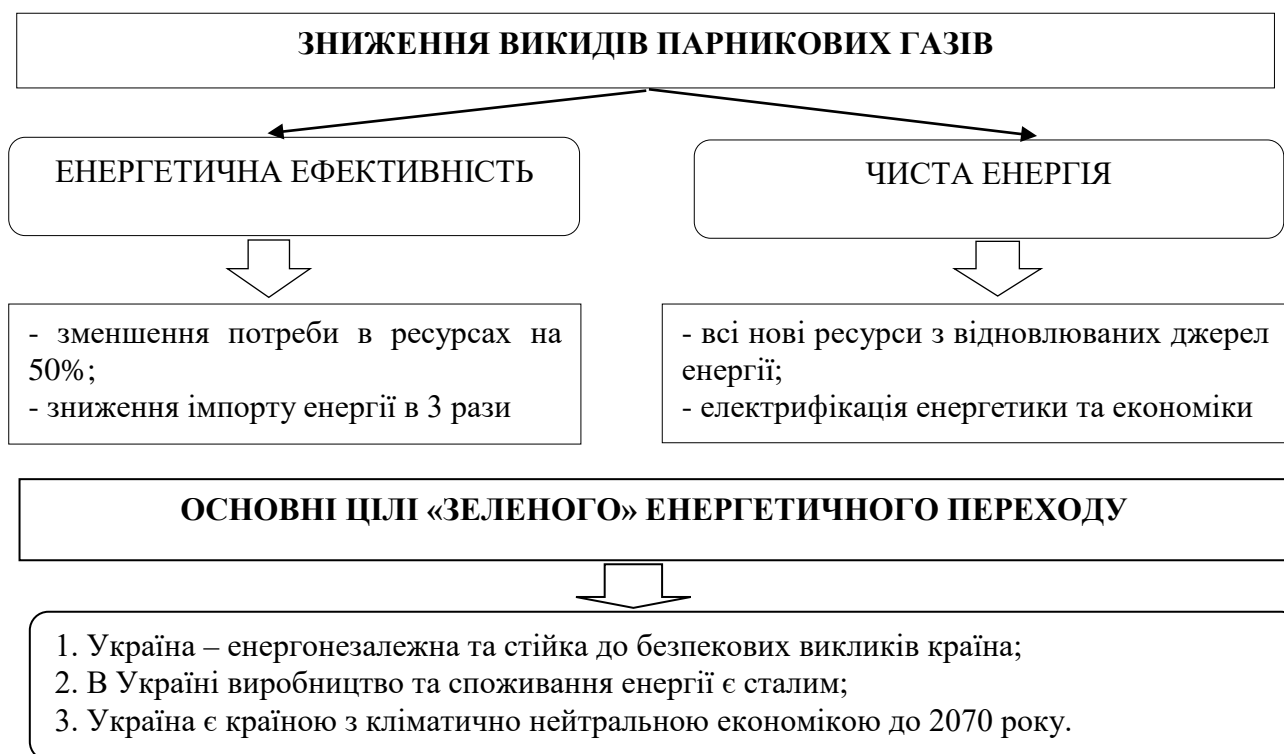 ЗНИЖЕННЯ ВИКИДІВ ПАРНИКОВИХ ГАЗІВ
ЕНЕРГЕТИЧНА ЕФЕКТИВНІСТЬ
ЧИСТА ЕНЕРГІЯ
- зменшення потреби в ресурсах на
50%;
- зниження імпорту енергії в 3 рази
- всі нові ресурси з відновлюваних джерел
енергії;
- електрифікація енергетики та економіки
ОСНОВНІ ЦІЛІ «ЗЕЛЕНОГО» ЕНЕРГЕТИЧНОГО ПЕРЕХОДУ
1. Україна – енергонезалежна та стійка до безпекових викликів країна;
2. В Україні виробництво та споживання енергії є сталим;
3. Україна є країною з кліматично нейтральною економікою до 2070 року.